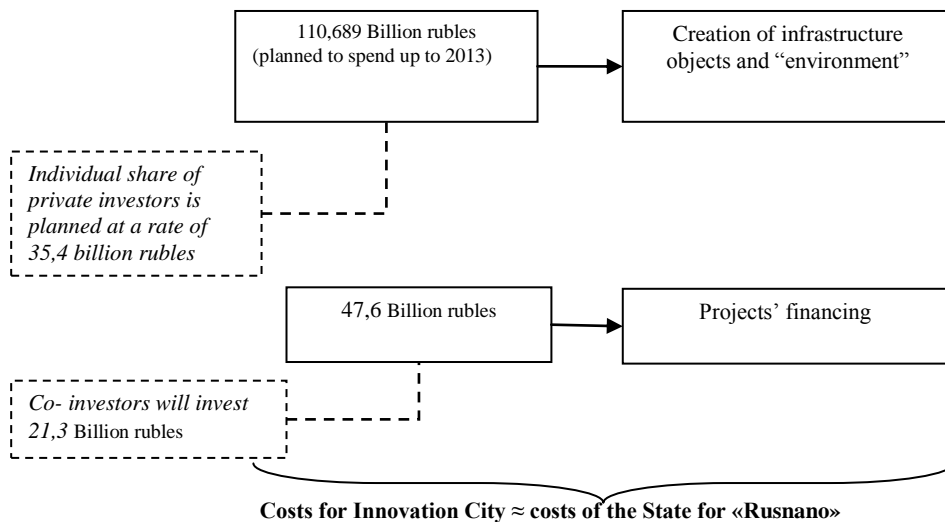 110,689 Billion rubles
(planned to spend up to 2013)
Creation of infrastructure
objects and “environment”
Individual share of
private investors is
planned at a rate of
35,4 billion rubles
47,6 Billion rubles
Projects’ financing
Co- investors will invest
21,3 Billion rubles
Costs for Innovation City ≈ costs of the State for «Rusnano»